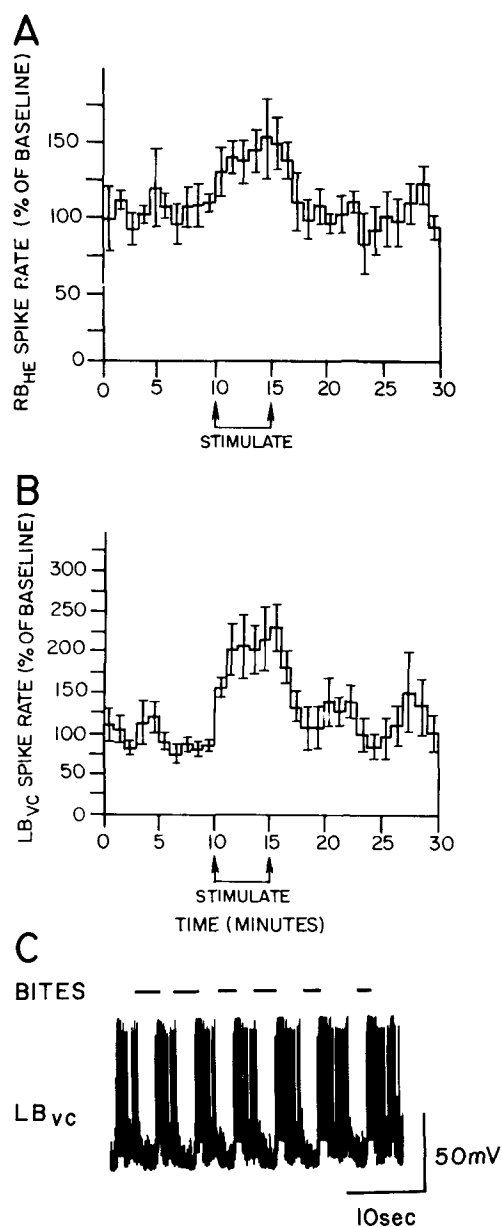 A
RB_HE SPIKE RATE (% OF BASELINE)
150
100
50
0
0 5 10 15 20 25 30
STIMULATE
B
LB_VC SPIKE RATE (% OF BASELINE)
300
250
200
150
100
50
0
0 5 10 15 20 25 30
STIMULATE
TIME (MINUTES)
C
BITES
LB_VC
50mV
10sec